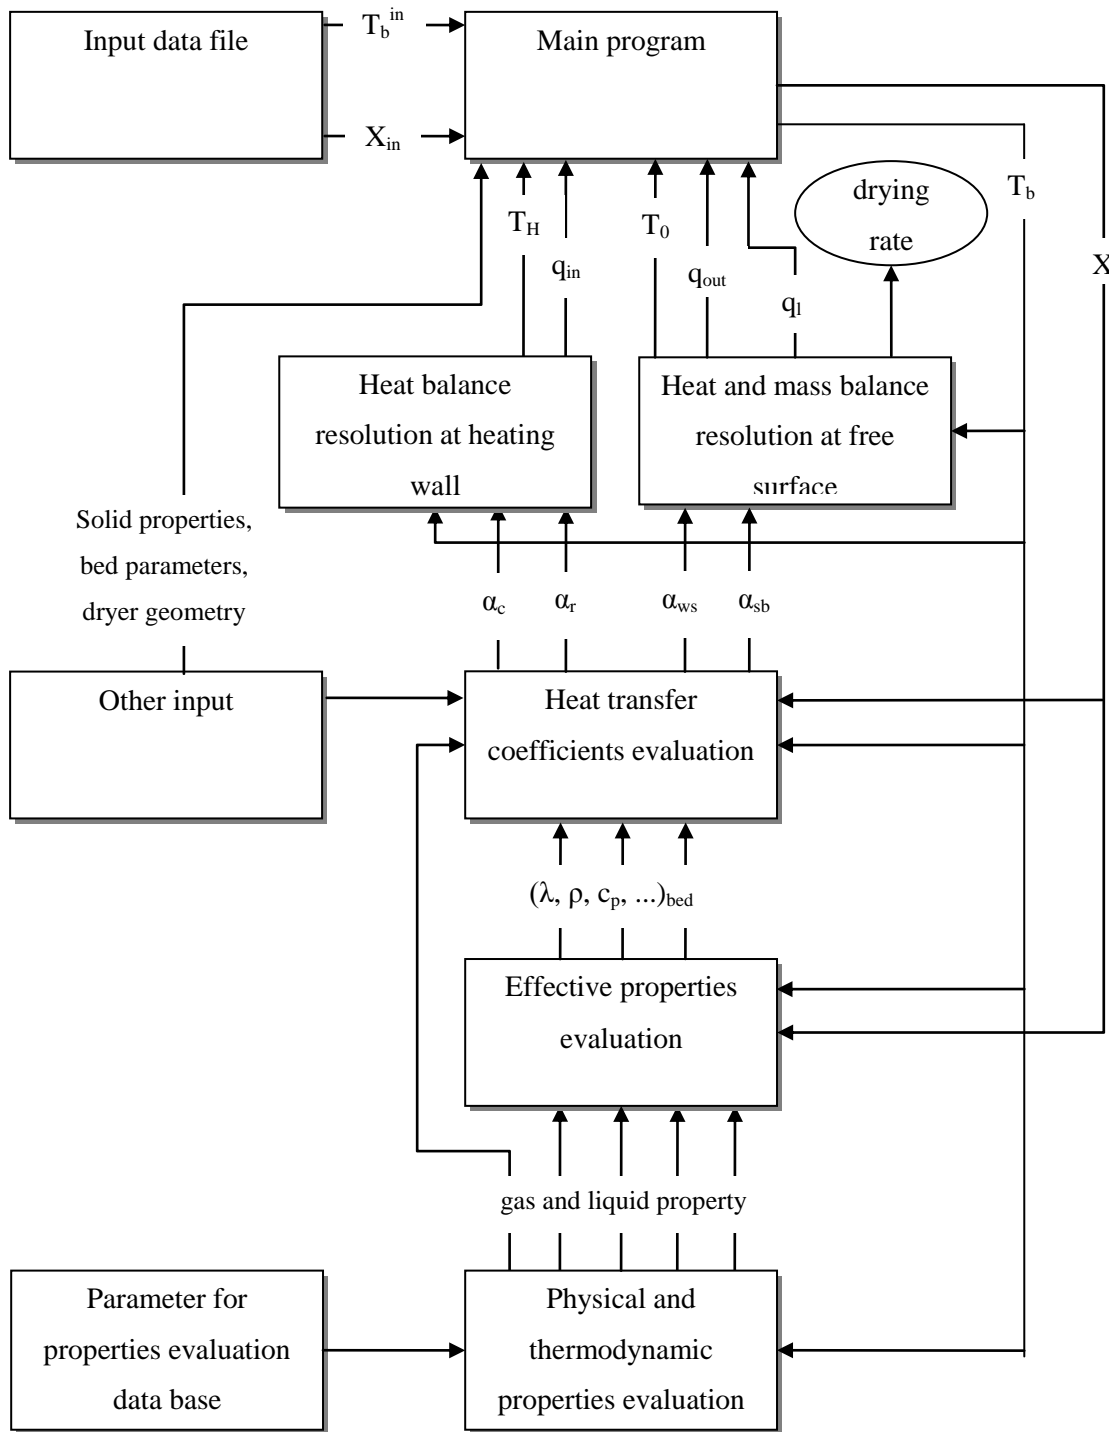 Input data file
T_b^in
Main program
X_in
drying
rate
T_b
T_H
T_0
X
q_in
q_out
q_l
Heat balance
resolution at heating
wall
Heat and mass balance
resolution at free
surface
Solid properties,
bed parameters,
dryer geometry
α_c
α_r
α_ws
α_sb
Other input
Heat transfer
coefficients evaluation
(λ, ρ, c_p, ...)_bed
Effective properties
evaluation
gas and liquid property
Parameter for
properties evaluation
data base
Physical and
thermodynamic
properties evaluation